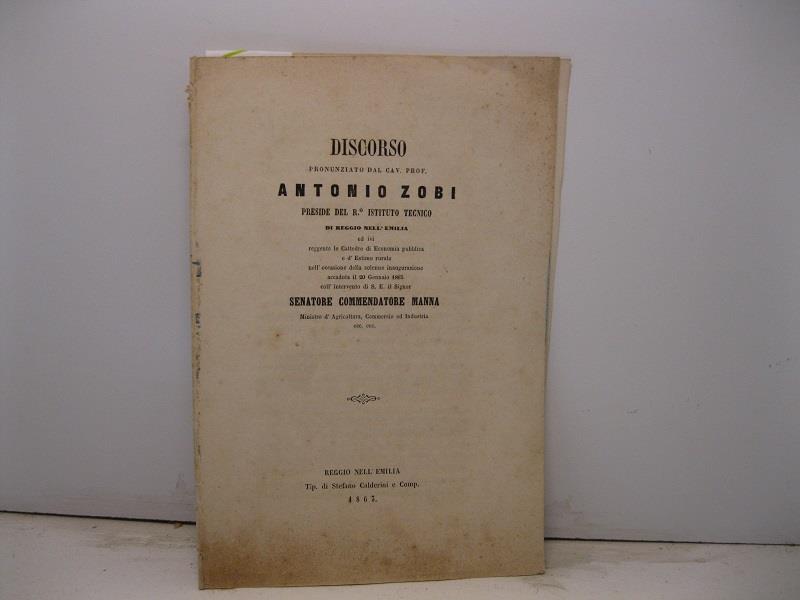 DISCORSO
PRONUNZIATO DAL CAV. PROF.
ANTONIO ZOBI
PRESIDE DEL R.° ISTITUTO TECNICO
DI REGGIO NELL' EMILIA
ed ivi
reggente le Cattedre di Economia pubblica
e d' Estimo rurale
nell' occasione della solenne inaugurazione
accaduta il 20 Gennaio 1863
coll' intervento di S. E. il Signor
SENATORE COMMENDATORE MANNA
Ministro d' Agricoltura, Commercio ed Industria
ecc. ecc.
REGGIO NELL' EMILIA
Tip. di Stefano Calderini e Comp.
1863.